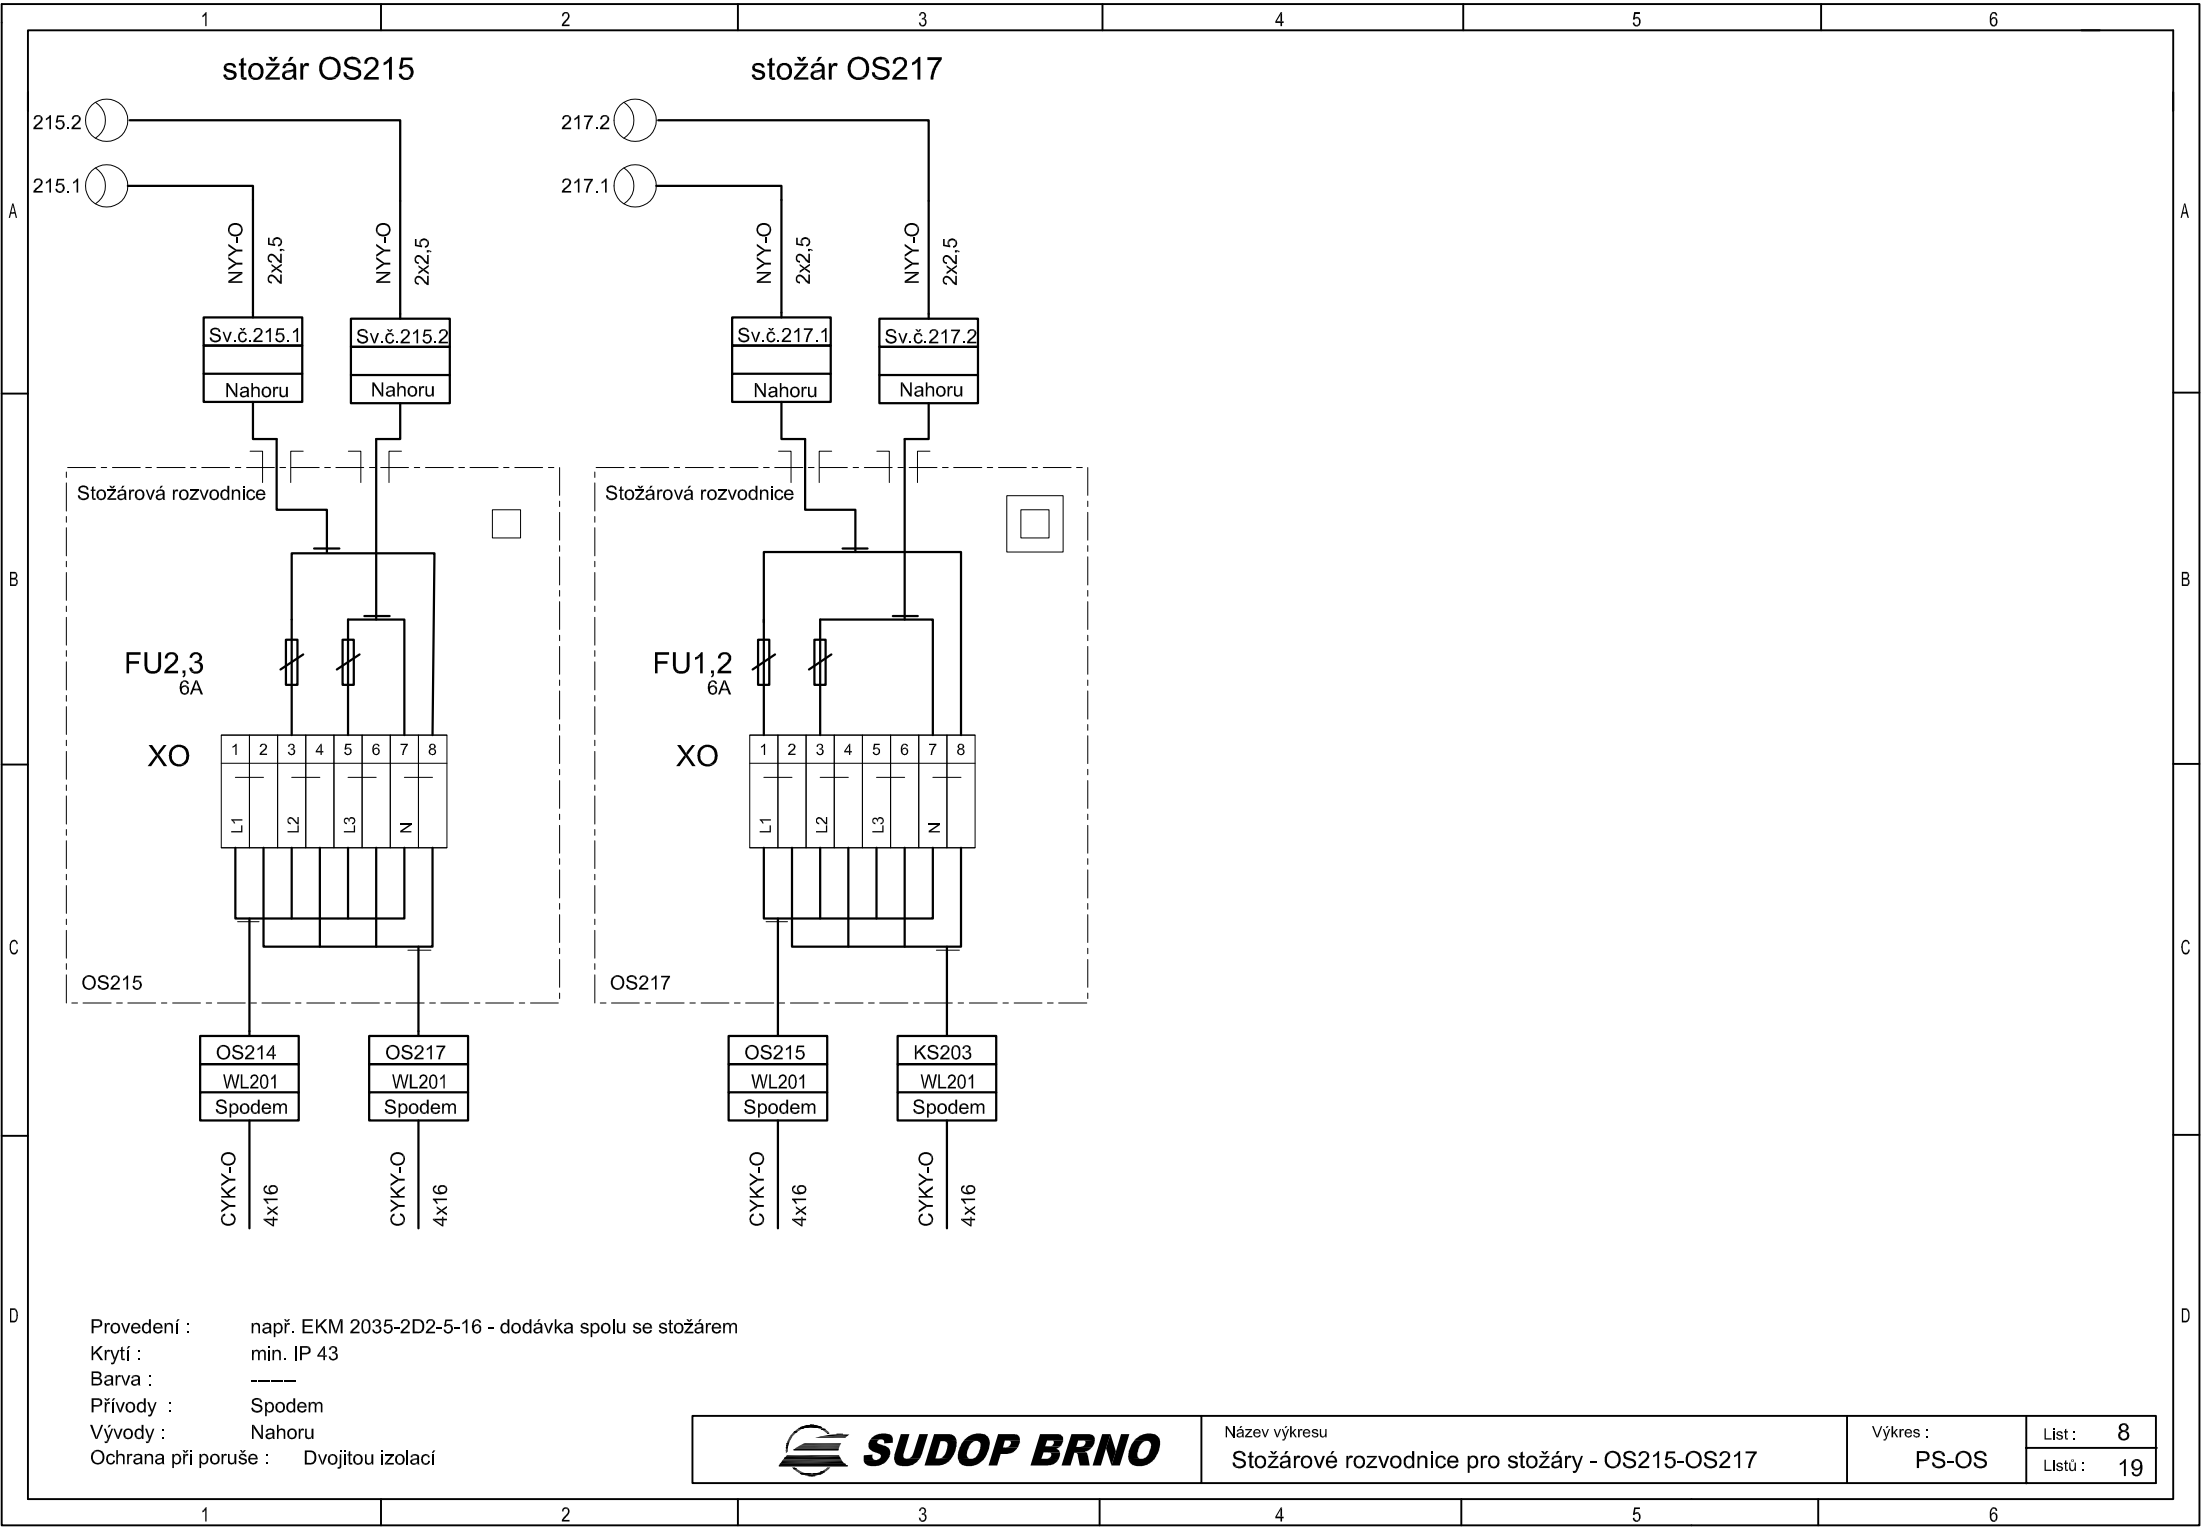 1 2 3 4 5 6
stožár OS215
stožár OS217
215.2
217.2
215.1
217.1
A
A
NYY-O
2x2,5
NYY-O
2x2,5
NYY-O
2x2,5
NYY-O
2x2,5
Sv.č.215.1
Nahoru
Sv.č.215.2
Nahoru
Sv.č.217.1
Nahoru
Sv.č.217.2
Nahoru
Stožárová rozvodnice
Stožárová rozvodnice
B
B
FU2,3
6A
FU1,2
6A
XO
1 2 3 4 5 6 7 8
L1 L2 L3 N
XO
1 2 3 4 5 6 7 8
L1 L2 L3 N
C
C
OS215
OS217
OS214
WL201
Spodem
OS217
WL201
Spodem
OS215
WL201
Spodem
KS203
WL201
Spodem
CYKY-O
4x16
CYKY-O
4x16
CYKY-O
4x16
CYKY-O
4x16
D
D
Provedení : např. EKM 2035-2D2-5-16 - dodávka spolu se stožárem
Krytí : min. IP 43
Barva : -------
Přívody : Spodem
Vývody : Nahoru
Ochrana při poruše : Dvojitou izolací
SUDOP BRNO
Název výkresu
Stožárové rozvodnice pro stožáry - OS215-OS217
Výkres :
PS-OS
List : 8
Listů : 19
1 2 3 4 5 6